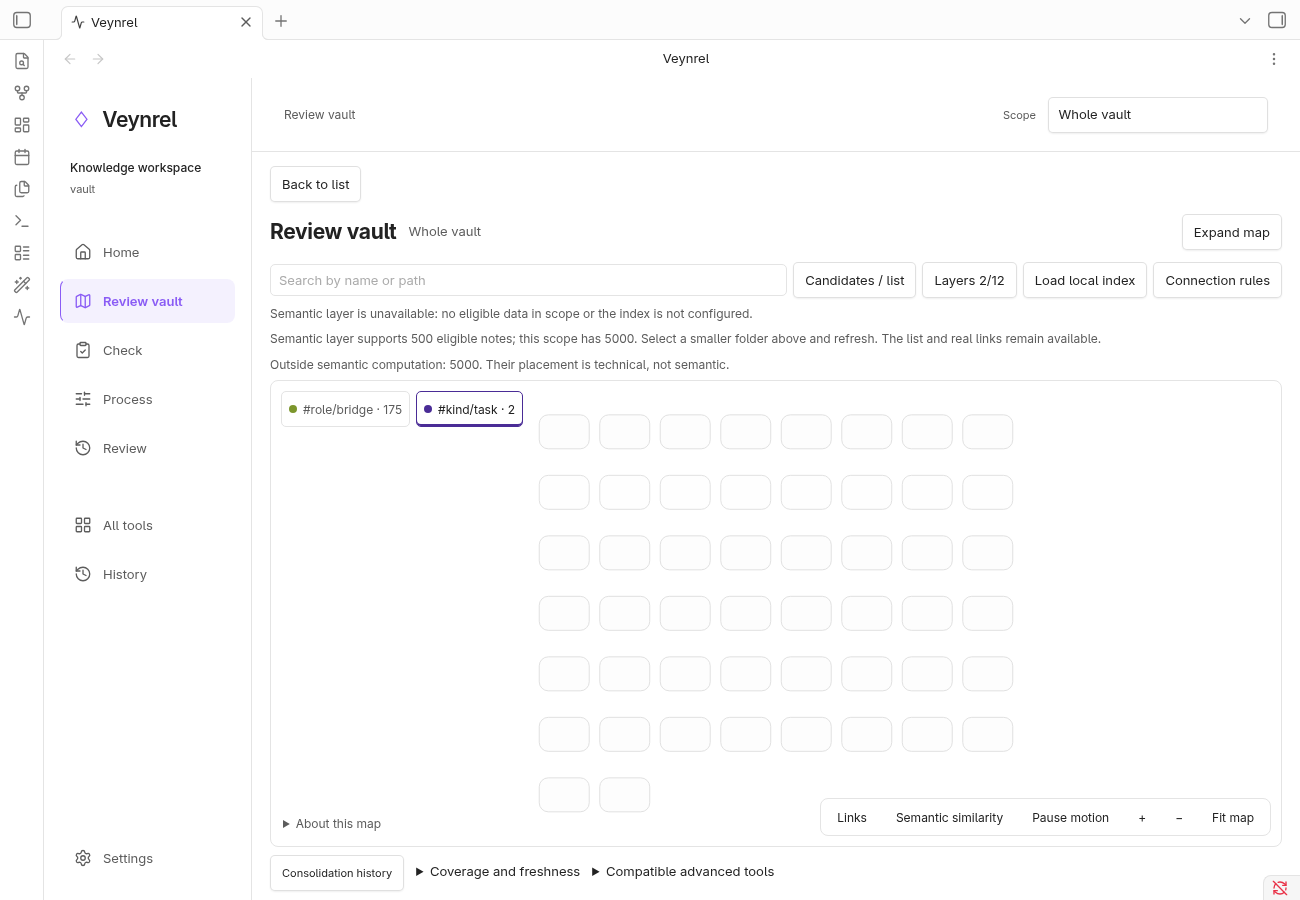 Veynrel
Veynrel
Veynrel
Knowledge workspace
vault
Home
Review vault
Check
Process
Review
All tools
History
Settings
Review vault
Scope
Whole vault
Back to list
Review vault
Whole vault
Expand map
Search by name or path
Candidates / list
Layers 2/12
Load local index
Connection rules
Semantic layer is unavailable: no eligible data in scope or the index is not configured.
Semantic layer supports 500 eligible notes; this scope has 5000. Select a smaller folder above and refresh. The list and real links remain available.
Outside semantic computation: 5000. Their placement is technical, not semantic.
#role/bridge · 175
#kind/task · 2
About this map
Links
Semantic similarity
Pause motion
+
−
Fit map
Consolidation history
Coverage and freshness
Compatible advanced tools